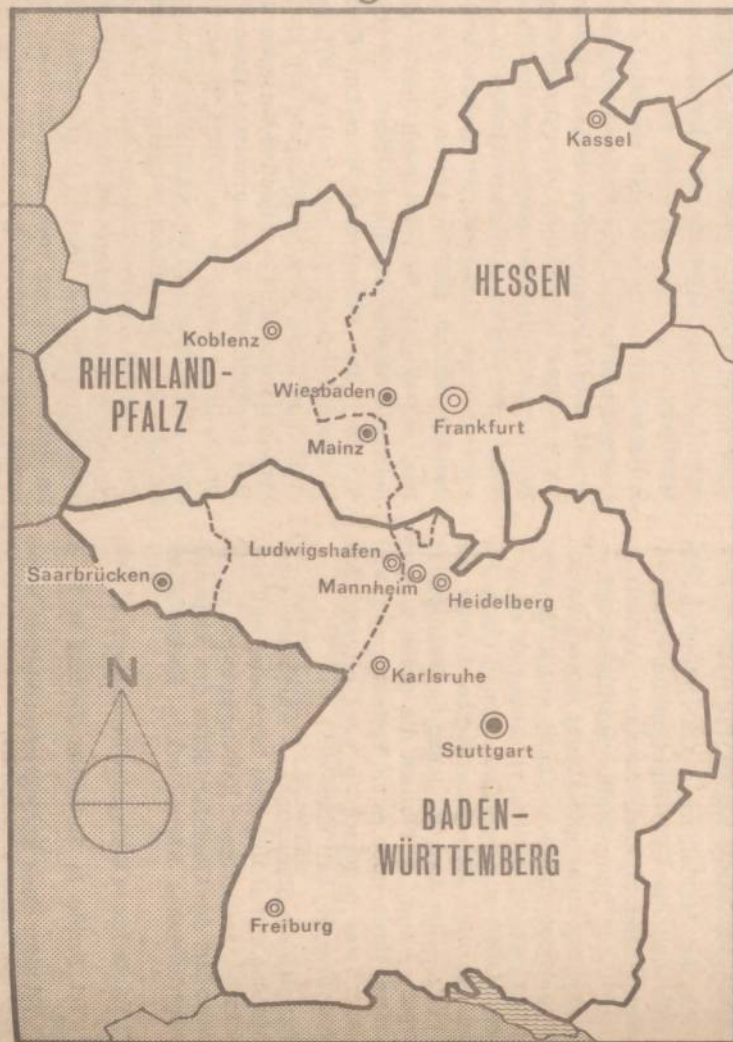 Kassel
HESSEN
Koblenz
RHEINLAND-
PFALZ
Wiesbaden
Frankfurt
Mainz
Ludwigshafen
Mannheim
Heidelberg
Saarbrücken
Karlsruhe
N
Stuttgart
BADEN-
WÜRTTEMBERG
Freiburg